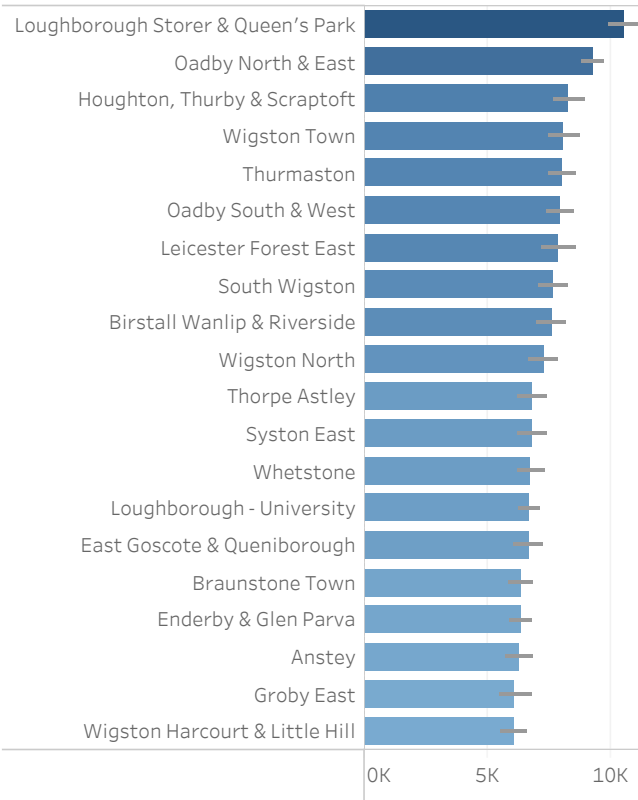 Loughborough Storer & Queen's Park
Oadby North & East
Houghton, Thurby & Scraptoft
Wigston Town
Thurmaston
Oadby South & West
Leicester Forest East
South Wigston
Birstall Wanlip & Riverside
Wigston North
Thorpe Astley
Syston East
Whetstone
Loughborough - University
East Goscote & Queniborough
Braunstone Town
Enderby & Glen Parva
Anstey
Groby East
Wigston Harcourt & Little Hill
0K 5K 10K